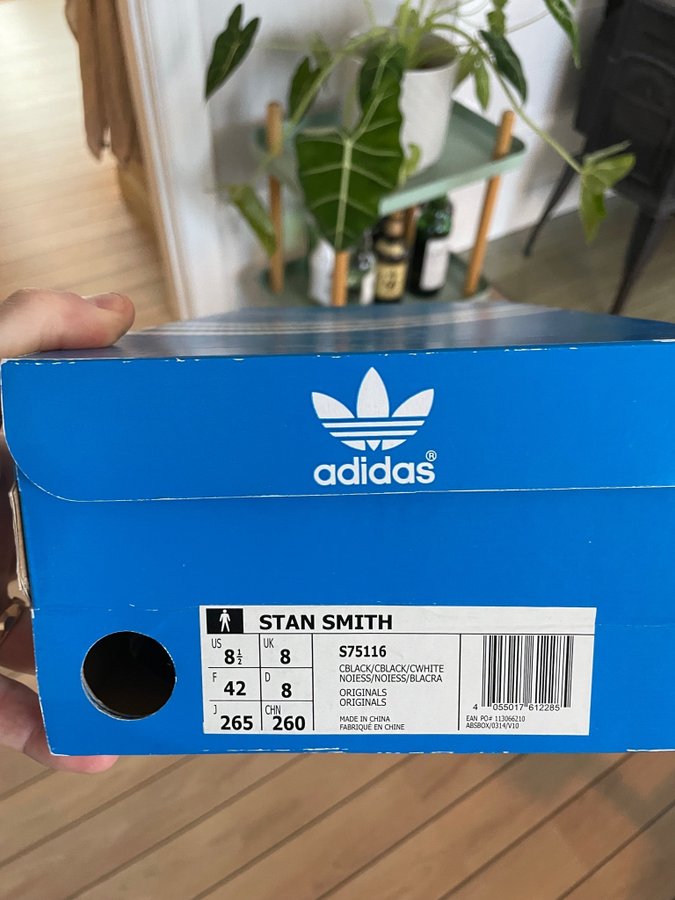 adidas®
STAN SMITH
US 8½ UK 8
F 42 D 8
J 265 CHN 260
S75116
CBLACK/CBLACK/CWHITE
NOIESS/NOIESS/BLACRA
ORIGINALS
ORIGINALS
MADE IN CHINA
FABRIQUÉ EN CHINE
4 055017 612285
EAN PO# 113066210
ABSBOX/0314/V10